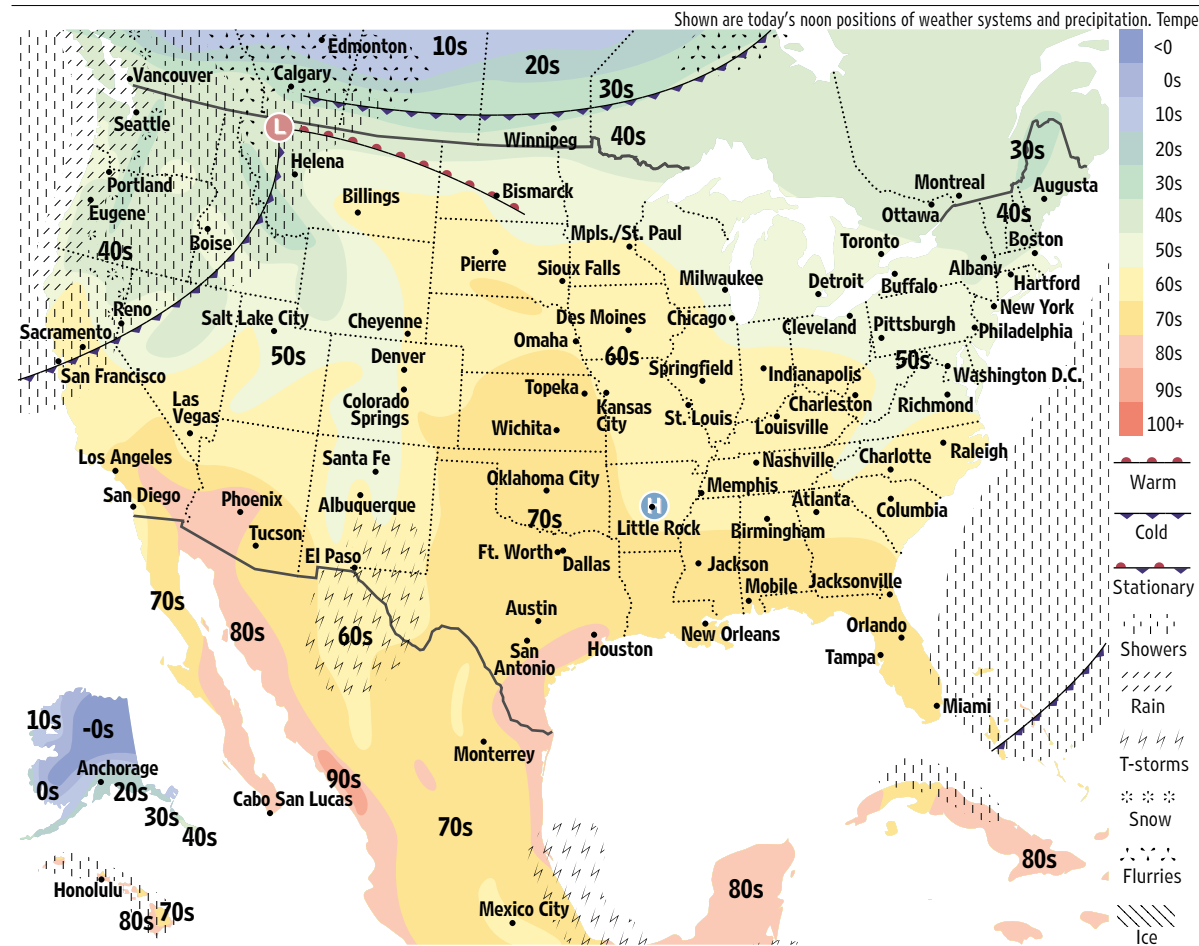 Shown are today's noon positions of weather systems and precipitation. Tempe
Edmonton
10s
20s
30s
40s
Vancouver
Calgary
Seattle
L
Winnipeg
Helena
30s
Portland
Billings
Bismarck
Montreal
Augusta
Eugene
Ottawa
40s
Boise
Mpls./St. Paul
Toronto
Boston
40s
Pierre
Sioux Falls
Milwaukee
Detroit
Buffalo
Albany
Hartford
Reno
Salt Lake City
Cheyenne
Des Moines
Chicago
Cleveland
Pittsburgh
New York
Philadelphia
Sacramento
50s
Denver
Omaha
60s
Springfield
Indianapolis
50s
Washington D.C.
San Francisco
Topeka
Kansas
City
St. Louis
Charleston
Richmond
Las
Vegas
Colorado
Springs
Wichita
Louisville
Los Angeles
Santa Fe
Oklahoma City
Nashville
Charlotte
Raleigh
San Diego
Phoenix
Albuquerque
Memphis
Atlanta
Columbia
Tucson
70s
H
Little Rock
Birmingham
El Paso
Ft. Worth
Dallas
Jackson
Mobile
Jacksonville
70s
80s
60s
Austin
Houston
New Orleans
Orlando
San
Antonio
Tampa
Miami
10s
-0s
Anchorage
0s
20s
30s
40s
Monterrey
90s
Cabo San Lucas
70s
80s
80s
Honolulu
80s
70s
Mexico City
<0
0s
10s
20s
30s
40s
50s
60s
70s
80s
90s
100+
Warm
Cold
Stationary
Showers
Rain
T-storms
Snow
Flurries
Ice